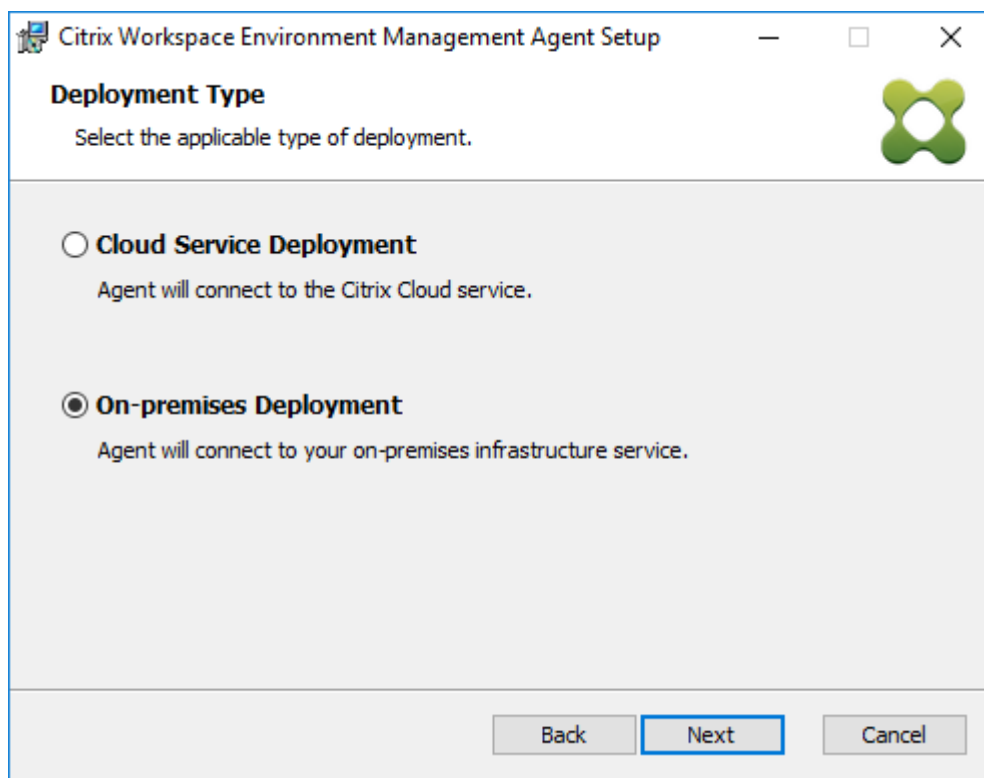 Citrix Workspace Environment Management Agent Setup
Deployment Type
Select the applicable type of deployment.
Cloud Service Deployment
Agent will connect to the Citrix Cloud service.
On-premises Deployment
Agent will connect to your on-premises infrastructure service.
Back Next Cancel